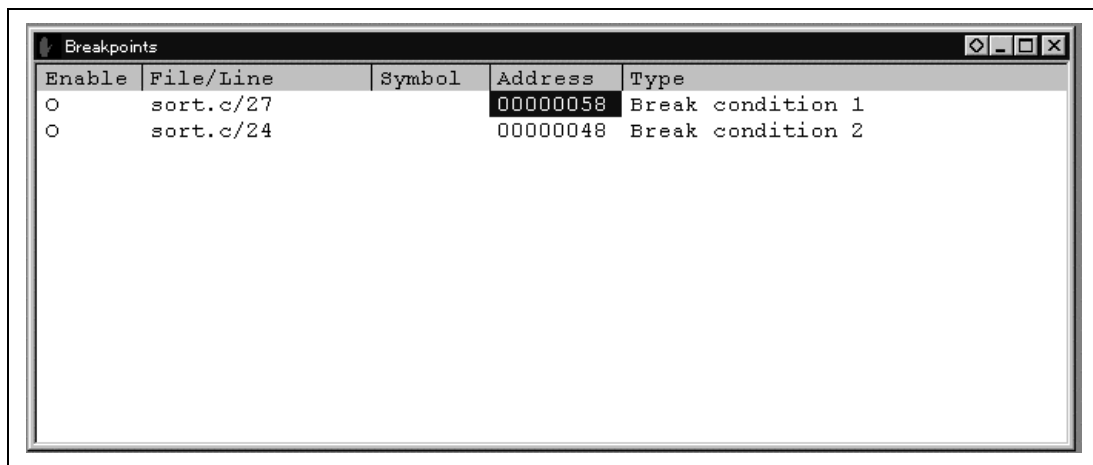 Breakpoints
Enable File/Line Symbol Address Type
O sort.c/27 00000058 Break condition 1
O sort.c/24 00000048 Break condition 2